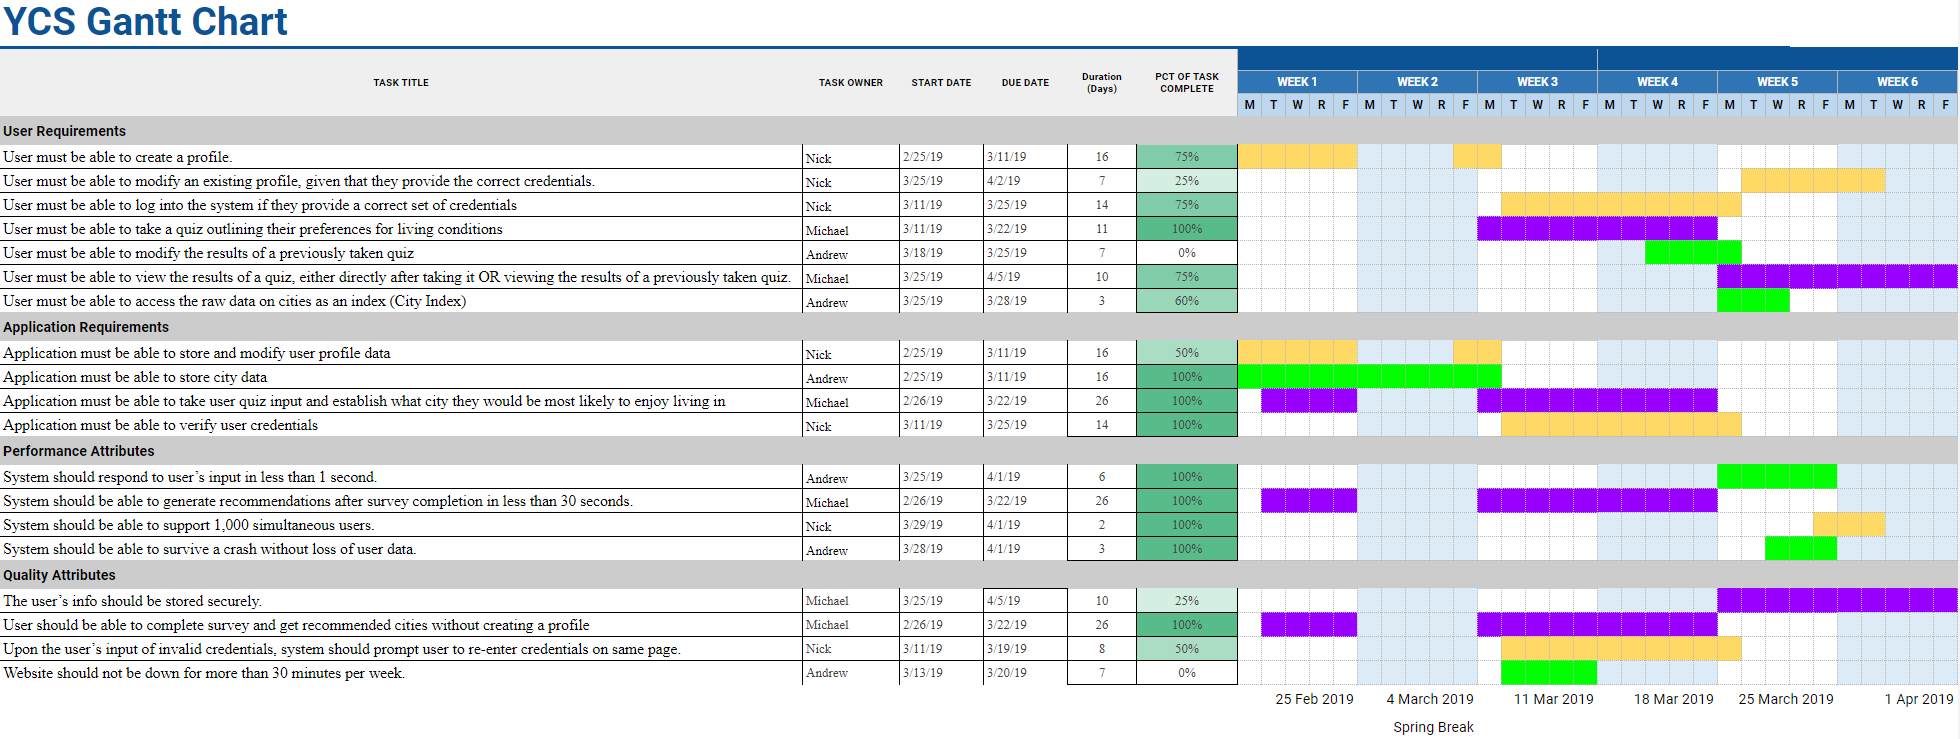 YCS Gantt Chart
TASK TITLE TASK OWNER START DATE DUE DATE Duration (Days) PCT OF TASK COMPLETE WEEK 1 WEEK 2 WEEK 3 WEEK 4 WEEK 5 WEEK 6
M T W R F M T W R F M T W R F M T W R F M T W R F M T W R F
User Requirements
User must be able to create a profile. Nick 2/25/19 3/11/19 16 75%
User must be able to modify an existing profile, given that they provide the correct credentials. Nick 3/25/19 4/2/19 7 25%
User must be able to log into the system if they provide a correct set of credentials Nick 3/11/19 3/25/19 14 75%
User must be able to take a quiz outlining their preferences for living conditions Michael 3/11/19 3/22/19 11 100%
User must be able to modify the results of a previously taken quiz Andrew 3/18/19 3/25/19 7 0%
User must be able to view the results of a quiz, either directly after taking it OR viewing the results of a previously taken quiz. Michael 3/25/19 4/5/19 10 75%
User must be able to access the raw data on cities as an index (City Index) Andrew 3/25/19 3/28/19 3 60%
Application Requirements
Application must be able to store and modify user profile data Nick 2/25/19 3/11/19 16 50%
Application must be able to store city data Andrew 2/25/19 3/11/19 16 100%
Application must be able to take user quiz input and establish what city they would be most likely to enjoy living in Michael 2/26/19 3/22/19 26 100%
Application must be able to verify user credentials Nick 3/11/19 3/25/19 14 100%
Performance Attributes
System should respond to user’s input in less than 1 second. Andrew 3/25/19 4/1/19 6 100%
System should be able to generate recommendations after survey completion in less than 30 seconds. Michael 2/26/19 3/22/19 26 100%
System should be able to support 1,000 simultaneous users. Nick 3/29/19 4/1/19 2 100%
System should be able to survive a crash without loss of user data. Andrew 3/28/19 4/1/19 3 100%
Quality Attributes
The user’s info should be stored securely. Michael 3/25/19 4/5/19 10 25%
User should be able to complete survey and get recommended cities without creating a profile Michael 2/26/19 3/22/19 26 100%
Upon the user’s input of invalid credentials, system should prompt user to re-enter credentials on same page. Nick 3/11/19 3/19/19 8 50%
Website should not be down for more than 30 minutes per week. Andrew 3/13/19 3/20/19 7 0%
25 Feb 2019 4 March 2019 11 Mar 2019 18 Mar 2019 25 March 2019 1 Apr 2019
Spring Break